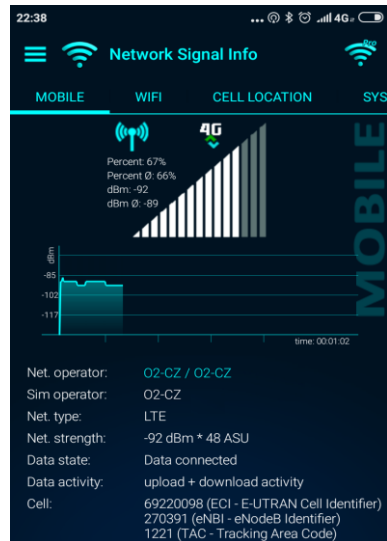 22:38
... 4G
Pro
Network Signal Info
MOBILE WIFI CELL LOCATION SYS
4G
Percent: 67%
Percent Ø: 66%
dBm: -92
dBm Ø: -89
MOBILE
dBm
-85
-102
-117
time: 00:01:02
Net. operator: O2-CZ / O2-CZ
Sim operator: O2-CZ
Net. type: LTE
Net. strength: -92 dBm * 48 ASU
Data state: Data connected
Data activity: upload + download activity
Cell: 69220098 (ECI - E-UTRAN Cell Identifier)
270391 (eNBI - eNodeB Identifier)
1221 (TAC - Tracking Area Code)